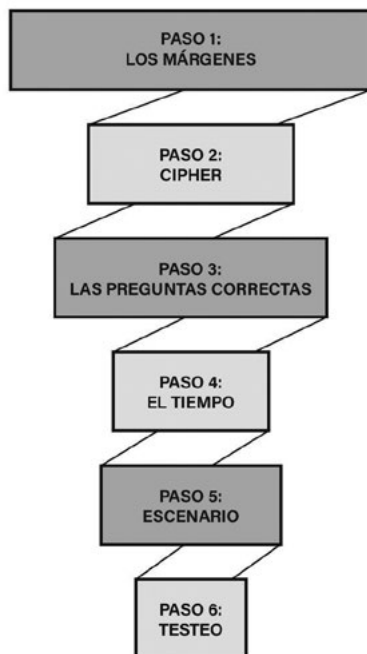 PASO 1:
LOS MÁRGENES
PASO 2:
CIPHER
PASO 3:
LAS PREGUNTAS CORRECTAS
PASO 4:
EL TIEMPO
PASO 5:
ESCENARIO
PASO 6:
TESTEO